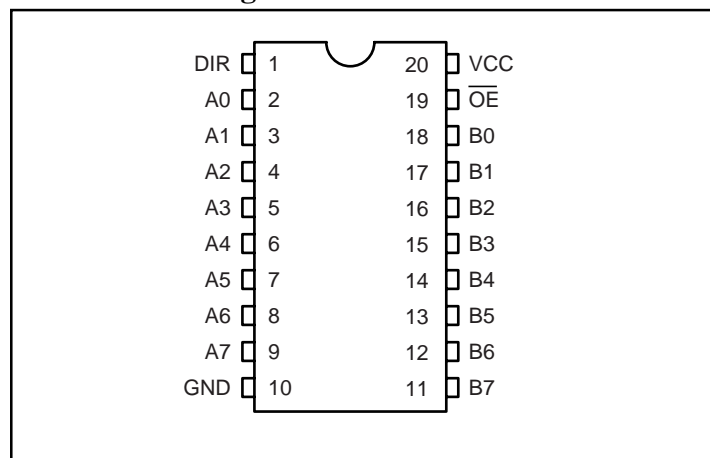 DIR 1 20 VCC
A0 2 19 O̅E̅
A1 3 18 B0
A2 4 17 B1
A3 5 16 B2
A4 6 15 B3
A5 7 14 B4
A6 8 13 B5
A7 9 12 B6
GND 10 11 B7